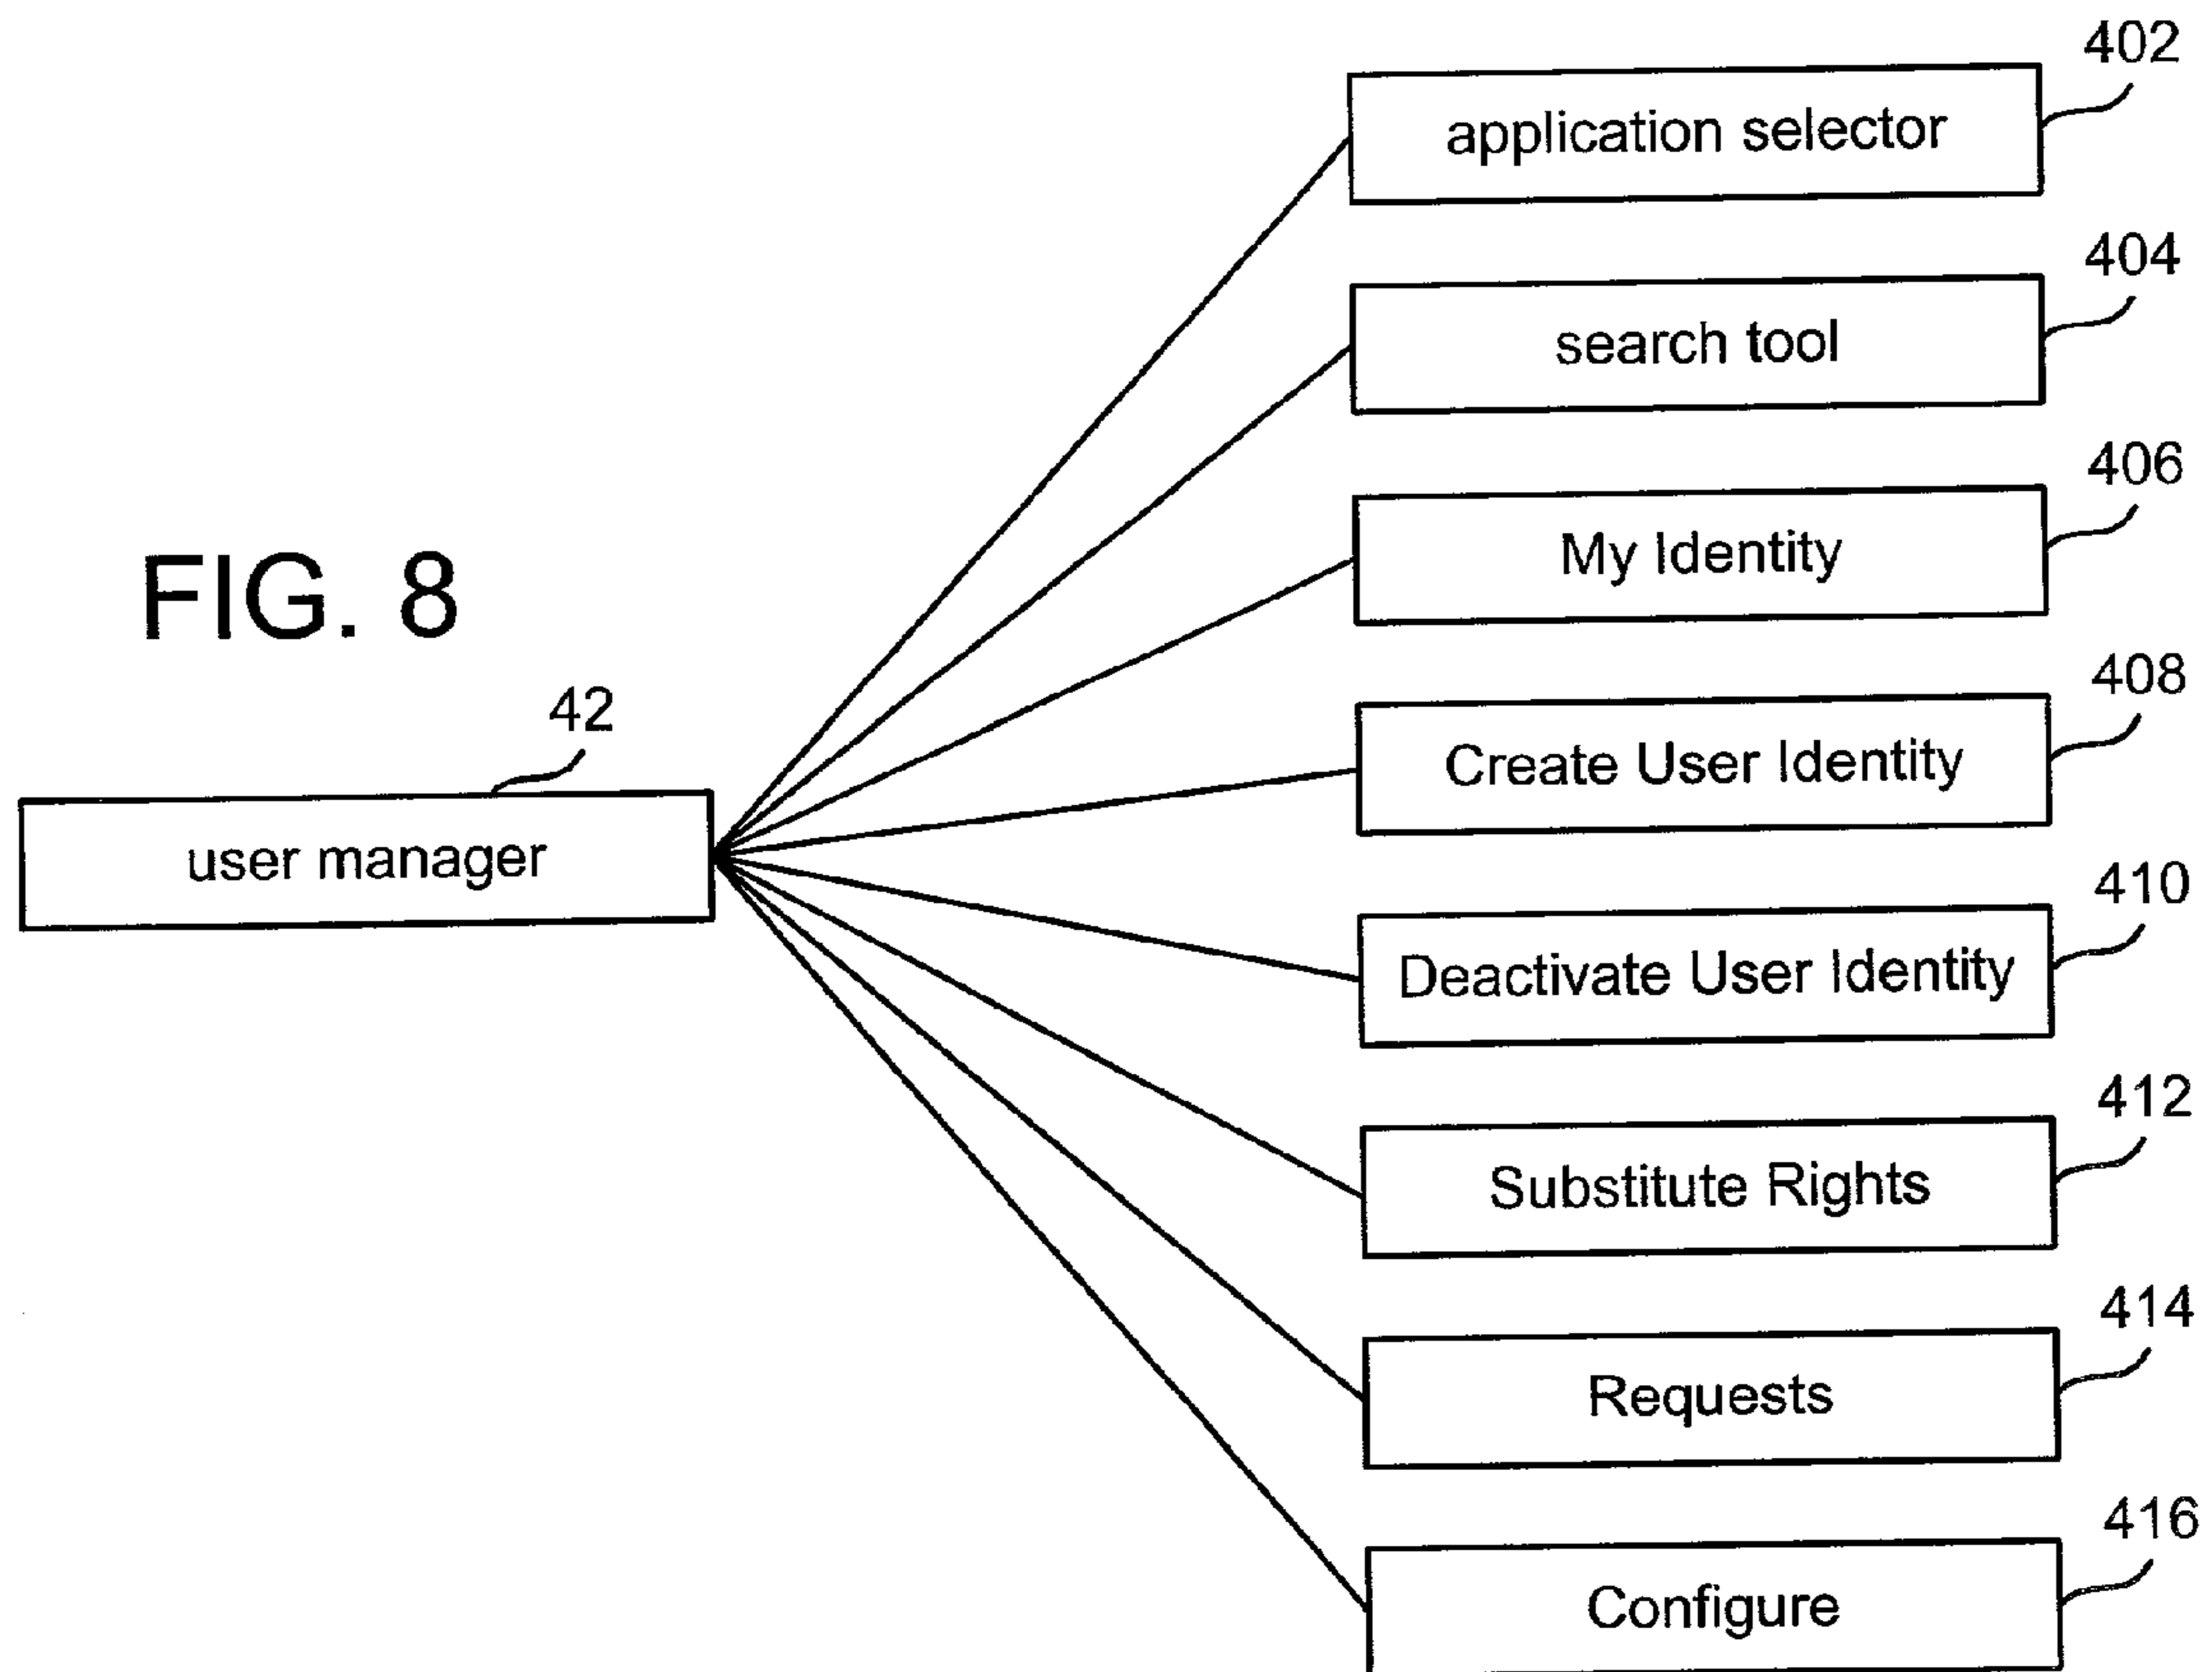 402
application selector
404
search tool
406
My Identity
FIG. 8
408
Create User Identity
42
user manager
410
Deactivate User Identity
412
Substitute Rights
414
Requests
416
Configure